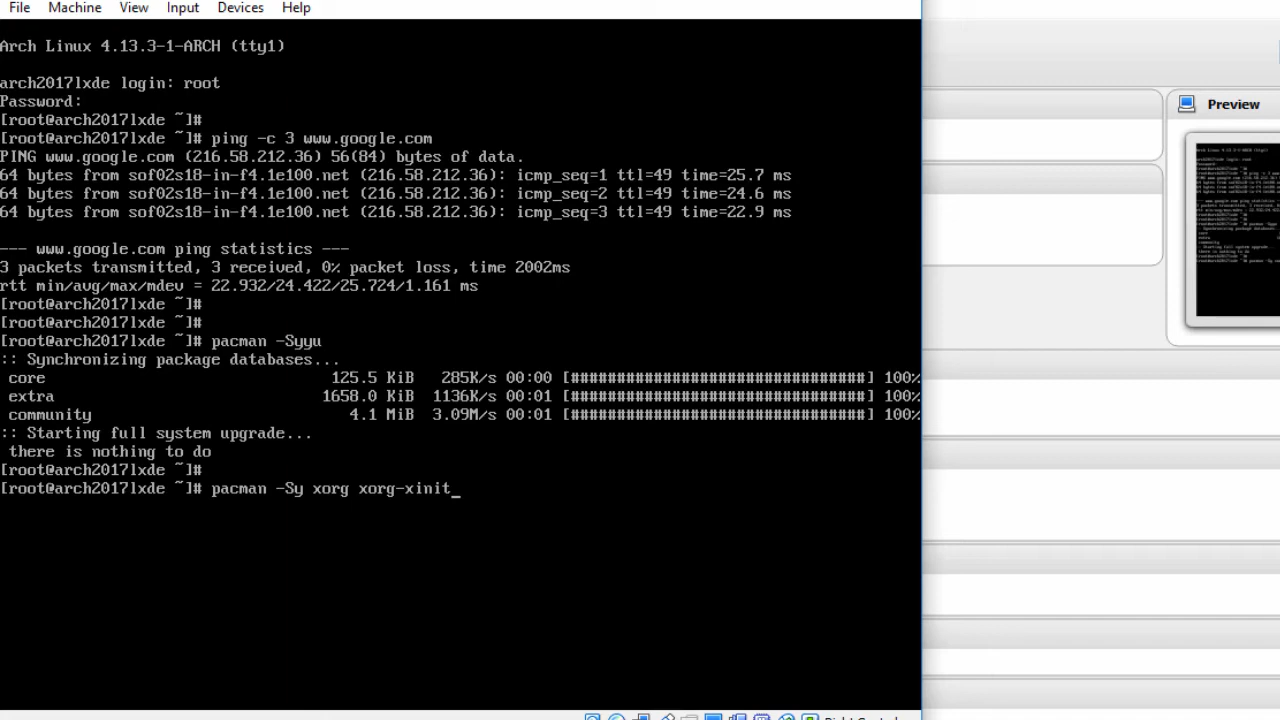 File Machine View Input Devices Help
Arch Linux 4.13.3-1-ARCH (tty1)
arch2017lxde login: root
Password:
[root@arch2017lxde ~]#
[root@arch2017lxde ~]# ping -c 3 www.google.com
PING www.google.com (216.58.212.36) 56(84) bytes of data.
64 bytes from sof02s18-in-f4.1e100.net (216.58.212.36): icmp_seq=1 ttl=49 time=25.7 ms
64 bytes from sof02s18-in-f4.1e100.net (216.58.212.36): icmp_seq=2 ttl=49 time=24.6 ms
64 bytes from sof02s18-in-f4.1e100.net (216.58.212.36): icmp_seq=3 ttl=49 time=22.9 ms
--- www.google.com ping statistics ---
3 packets transmitted, 3 received, 0% packet loss, time 2002ms
rtt min/avg/max/mdev = 22.932/24.422/25.724/1.161 ms
[root@arch2017lxde ~]#
[root@arch2017lxde ~]#
[root@arch2017lxde ~]# pacman -Syyu
:: Synchronizing package databases...
core 125.5 KiB 285K/s 00:00 [################################] 100%
extra 1658.0 KiB 1136K/s 00:01 [################################] 100%
community 4.1 MiB 3.09M/s 00:01 [################################] 100%
:: Starting full system upgrade...
there is nothing to do
[root@arch2017lxde ~]#
[root@arch2017lxde ~]# pacman -Sy xorg xorg-xinit_
Preview